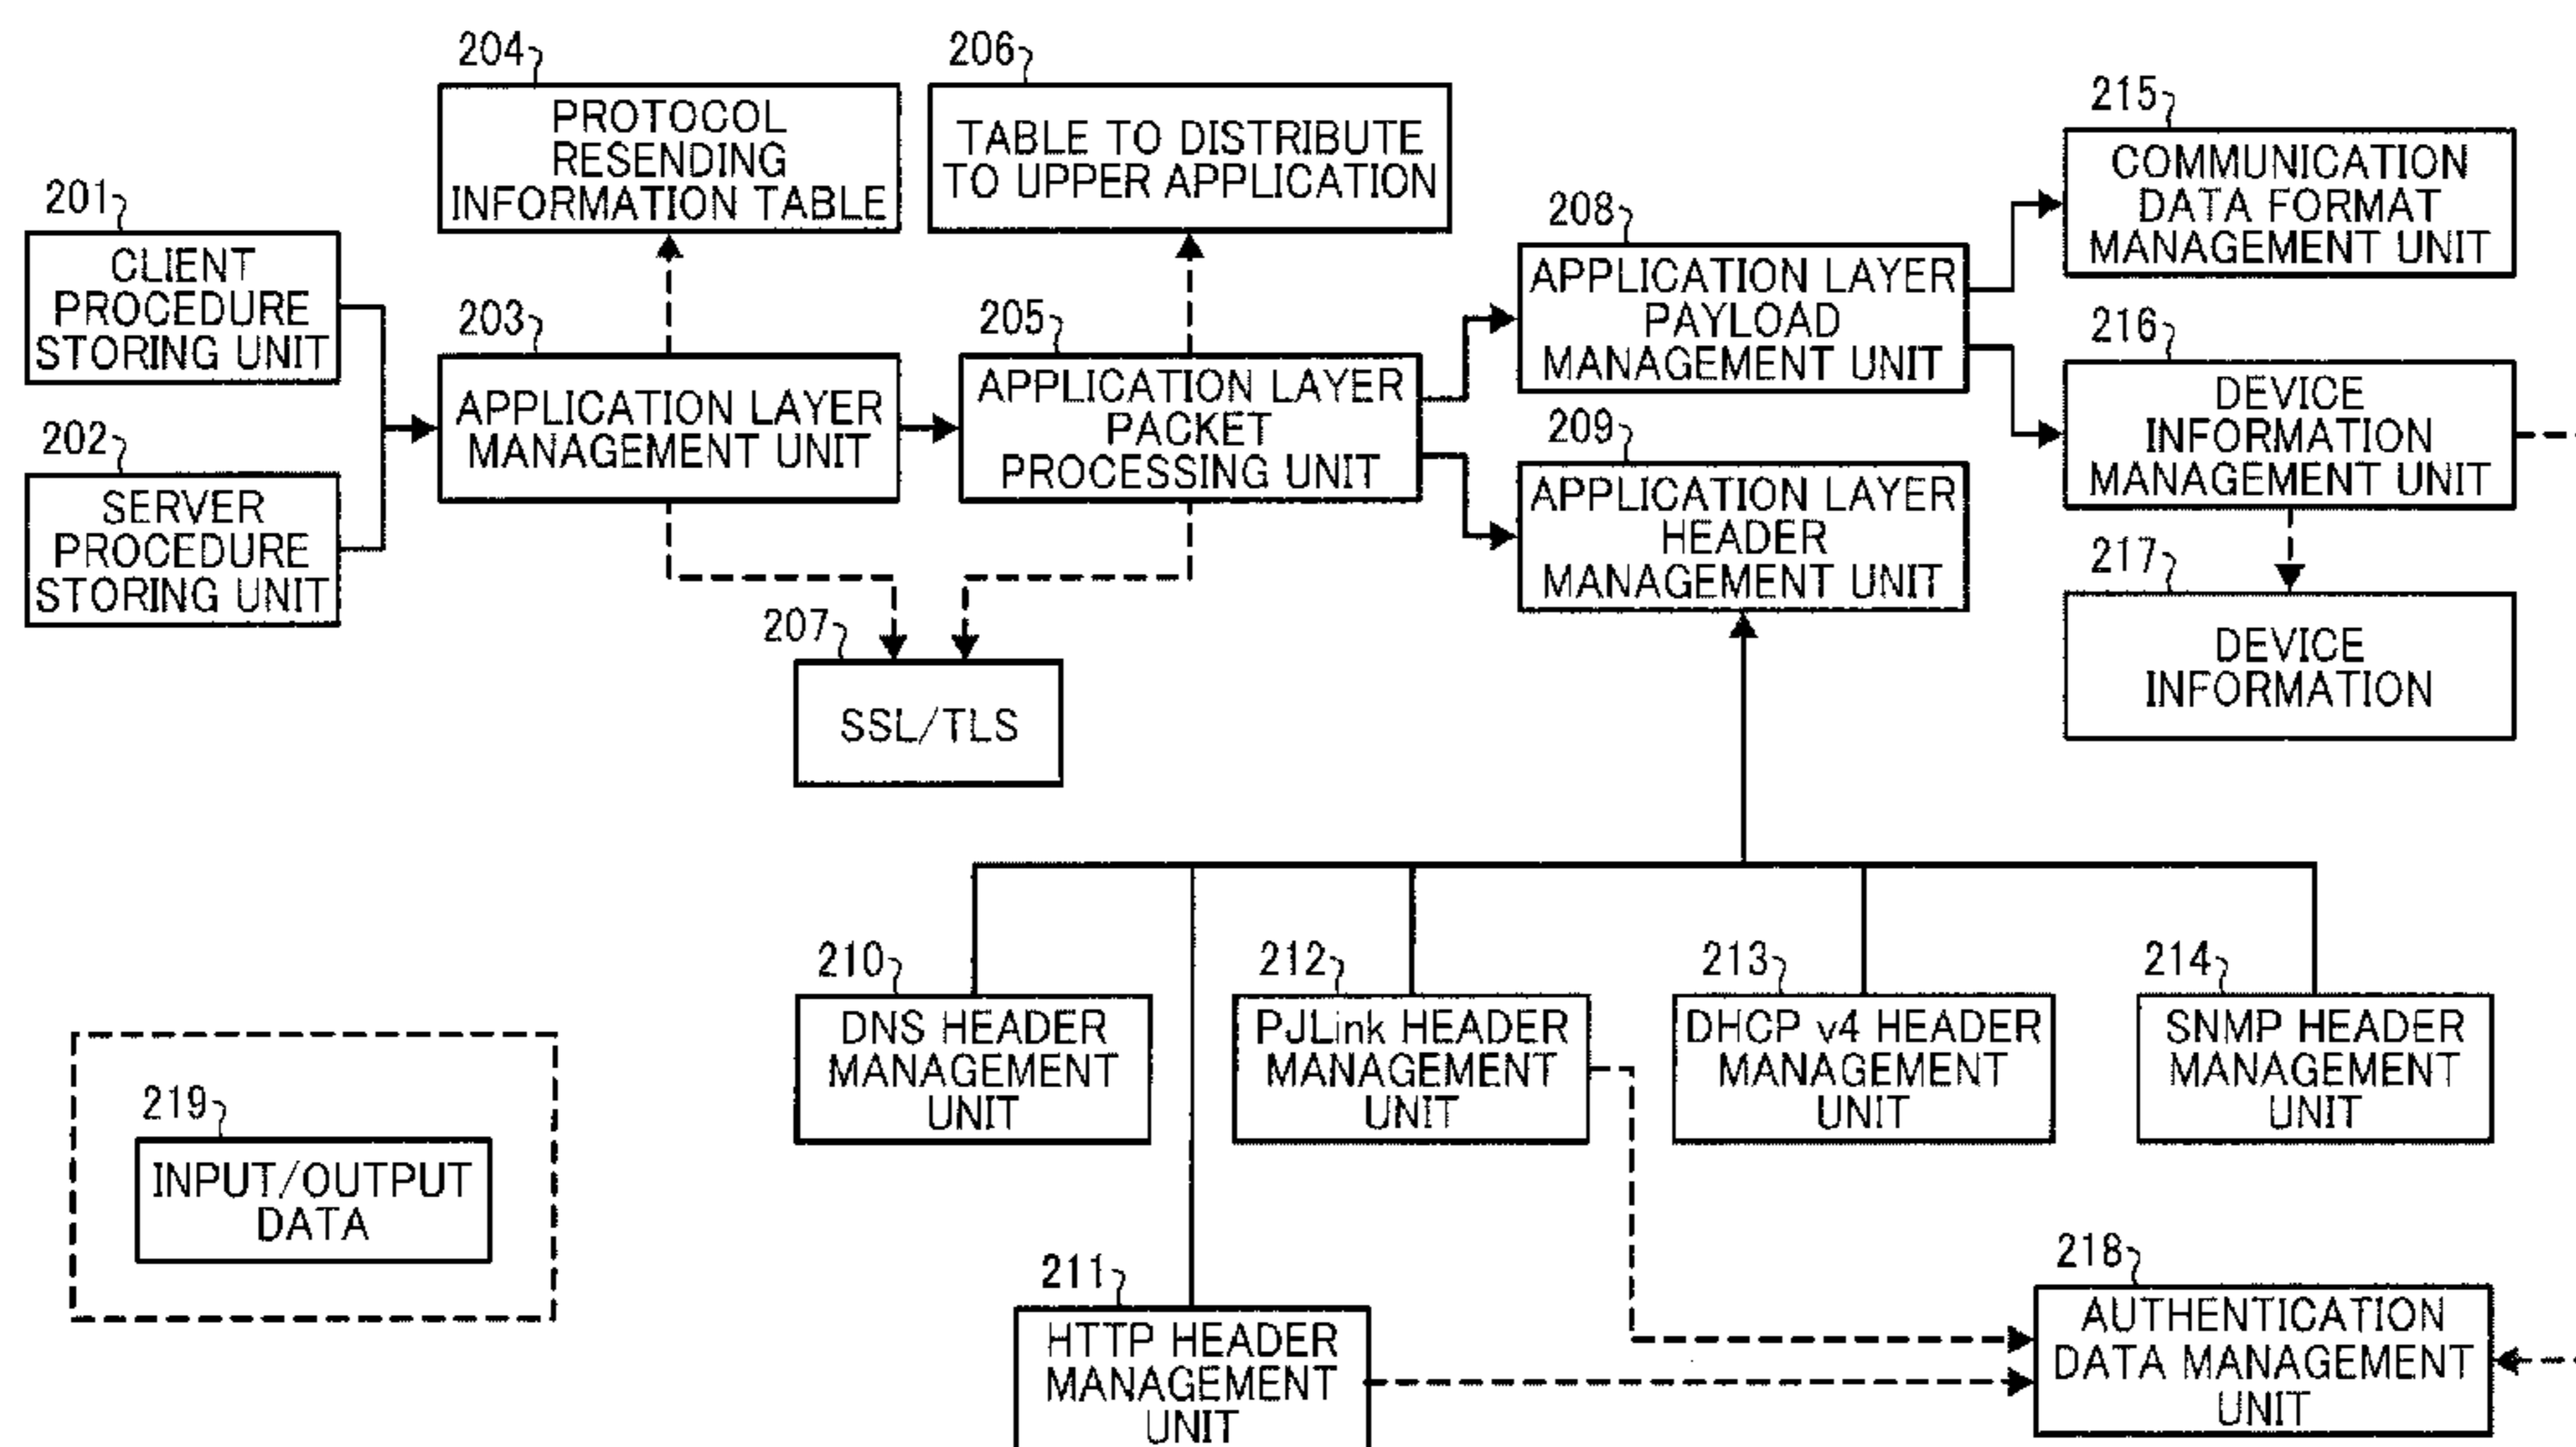 204
PROTOCOL
RESENDING
INFORMATION TABLE
206
TABLE TO DISTRIBUTE
TO UPPER APPLICATION
215
COMMUNICATION
DATA FORMAT
MANAGEMENT UNIT
201
CLIENT
PROCEDURE
STORING UNIT
208
APPLICATION LAYER
PAYLOAD
MANAGEMENT UNIT
203
APPLICATION LAYER
MANAGEMENT UNIT
205
APPLICATION LAYER
PACKET
PROCESSING UNIT
216
DEVICE
INFORMATION
MANAGEMENT UNIT
202
SERVER
PROCEDURE
STORING UNIT
209
APPLICATION LAYER
HEADER
MANAGEMENT UNIT
217
DEVICE
INFORMATION
207
SSL/TLS
210
DNS HEADER
MANAGEMENT
UNIT
212
PJLink HEADER
MANAGEMENT
UNIT
213
DHCP v4 HEADER
MANAGEMENT
UNIT
214
SNMP HEADER
MANAGEMENT
UNIT
219
INPUT/OUTPUT
DATA
211
HTTP HEADER
MANAGEMENT
UNIT
218
AUTHENTICATION
DATA MANAGEMENT
UNIT